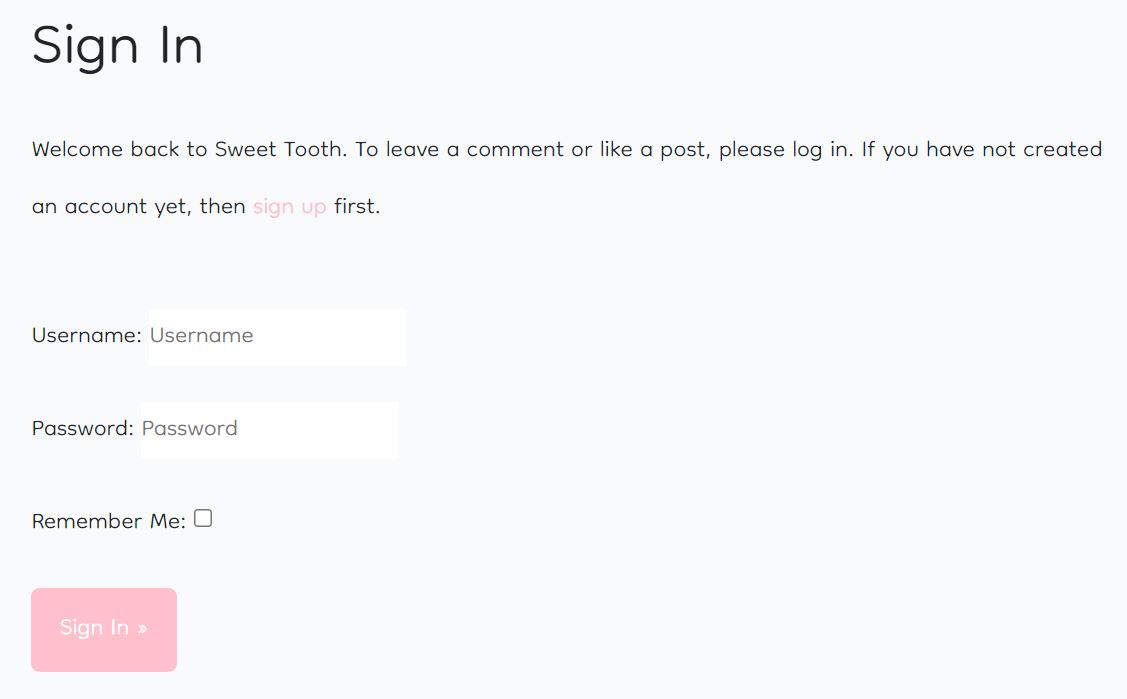 Sign In
Welcome back to Sweet Tooth. To leave a comment or like a post, please log in. If you have not created
an account yet, then sign up first.
Username: Username
Password: Password
Remember Me:
Sign In »